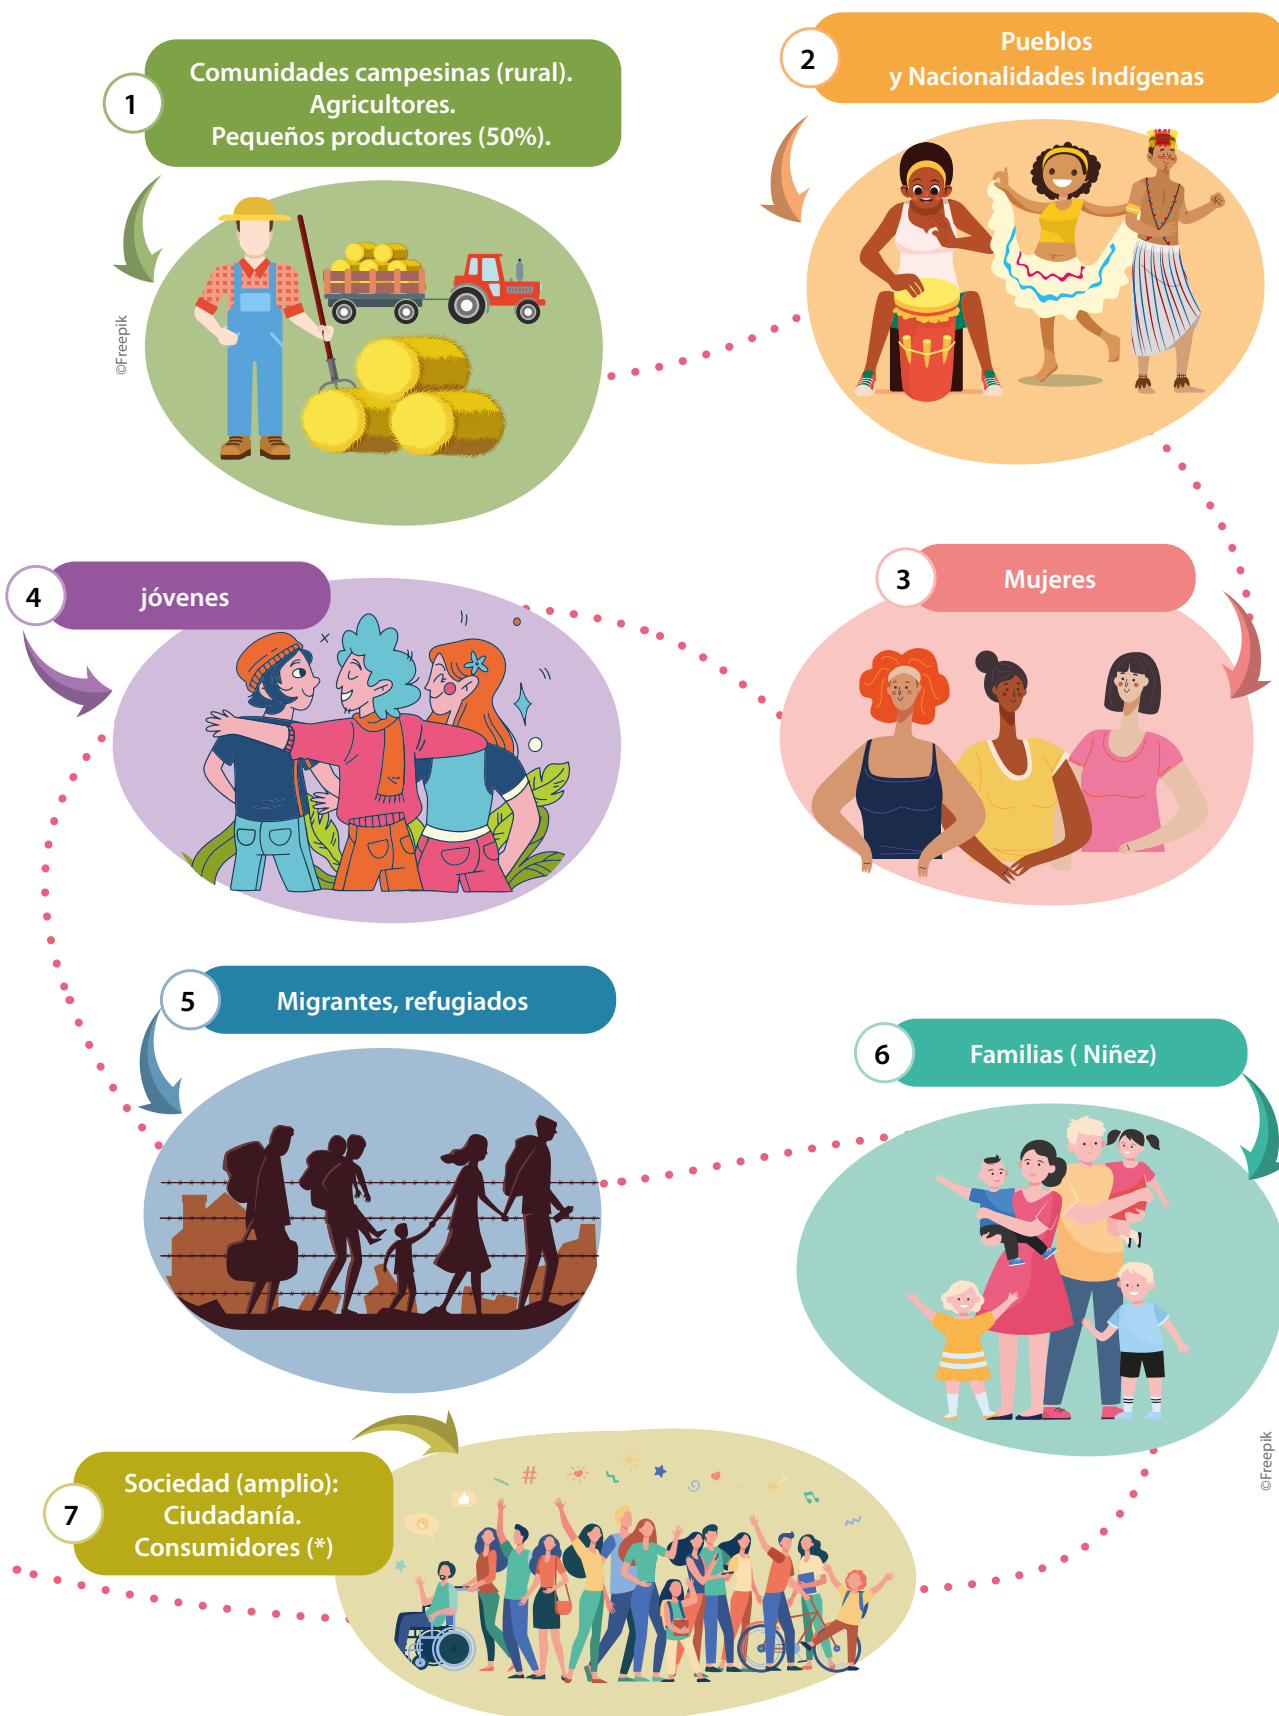 1
Comunidades campesinas (rural).
Agricultores.
Pequeños productores (50%).
©Freepik
2
Pueblos
y Nacionalidades Indígenas
3
Mujeres
4
jóvenes
5
Migrantes, refugiados
6
Familias ( Niñez)
©Freepik
7
Sociedad (amplio):
Ciudadanía.
Consumidores (*)
#